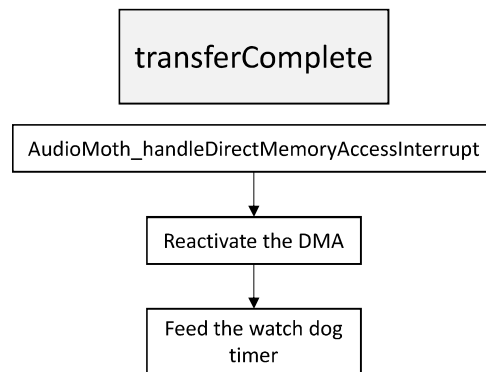 transferComplete
AudioMoth_handleDirectMemoryAccessInterrupt
Reactivate the DMA
Feed the watch dog
timer